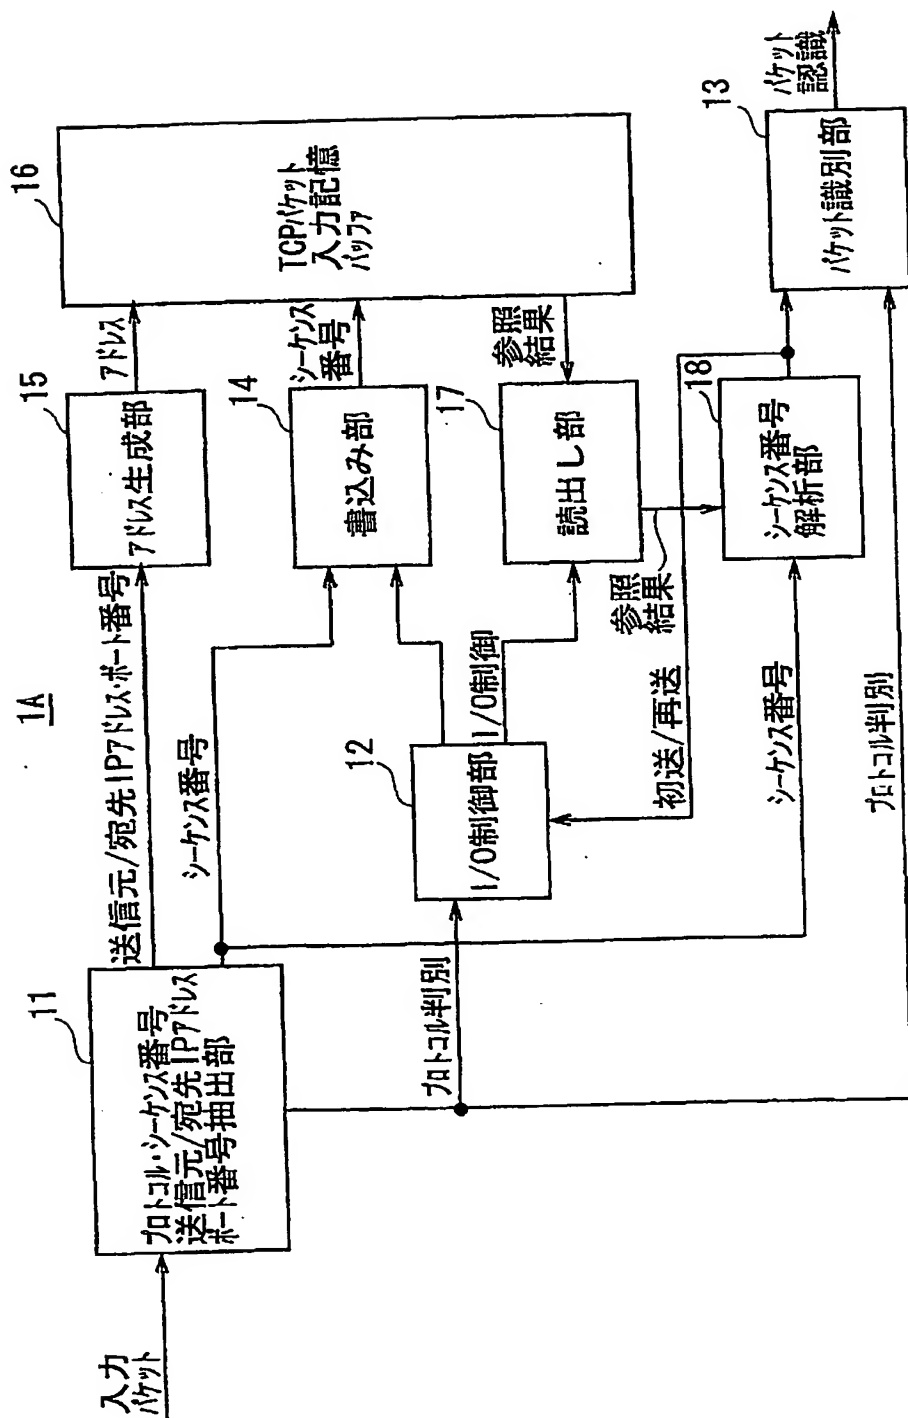 1A
入力
パケット
11
プロトコル・シーケンス番号
送信元/宛先IPアドレス
ポート番号抽出部
送信元/宛先IPアドレス・ポート番号
シーケンス番号
プロトコル判別
12
I/O制御部
I/O制御
初送/再送
シーケンス番号
プロトコル判別
15
アドレス生成部
アドレス
14
書込み部
シーケンス
番号
17
読出し部
参照
結果
参照
結果
18
シーケンス番号
解析部
16
TCPパケット
入力記憶
バッファ
13
パケット識別部
パケット
認識